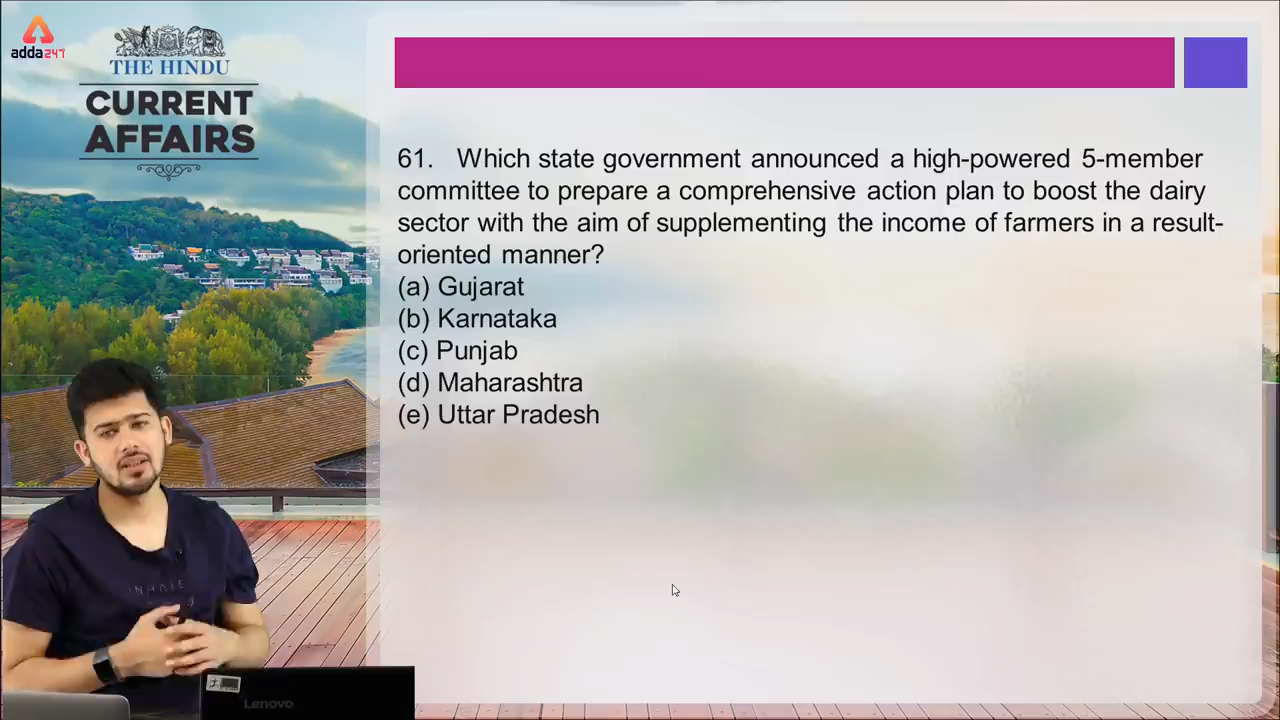 adda247
THE HINDU
CURRENT
AFFAIRS
61. Which state government announced a high-powered 5-member
committee to prepare a comprehensive action plan to boost the dairy
sector with the aim of supplementing the income of farmers in a result-
oriented manner?
(a) Gujarat
(b) Karnataka
(c) Punjab
(d) Maharashtra
(e) Uttar Pradesh
INHALE
Lenovo